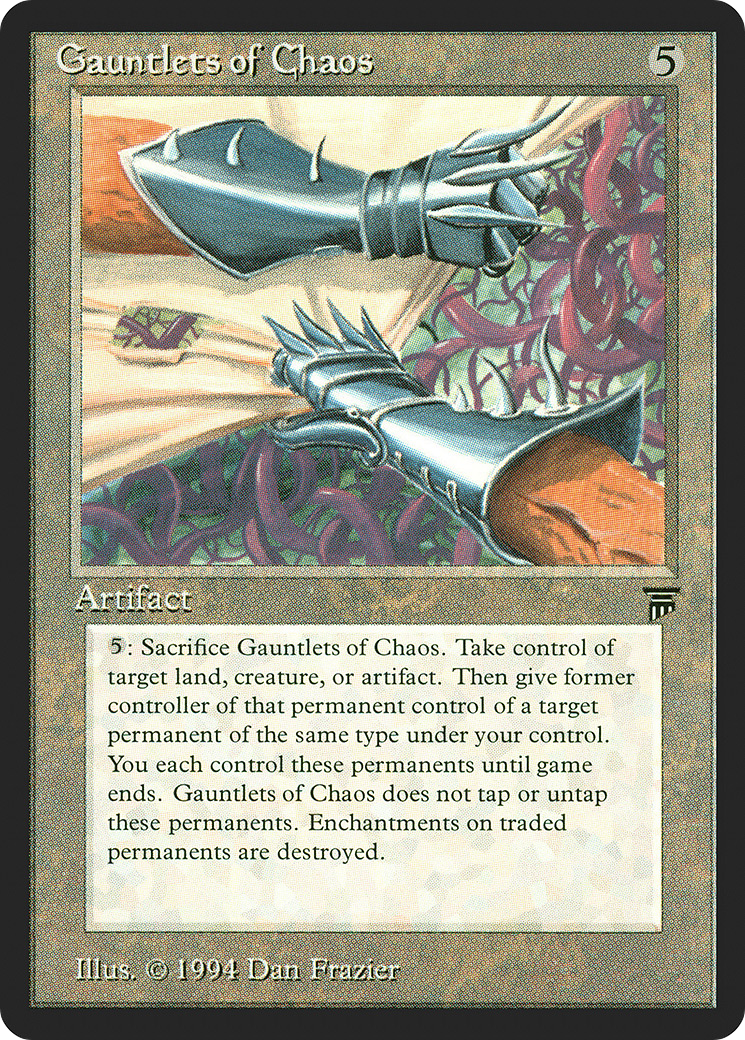 Gauntlets of Chaos 5
Artifact
5: Sacrifice Gauntlets of Chaos. Take control of
target land, creature, or artifact. Then give former
controller of that permanent control of a target
permanent of the same type under your control.
You each control these permanents until game
ends. Gauntlets of Chaos does not tap or untap
these permanents. Enchantments on traded
permanents are destroyed.
Illus. © 1994 Dan Frazier